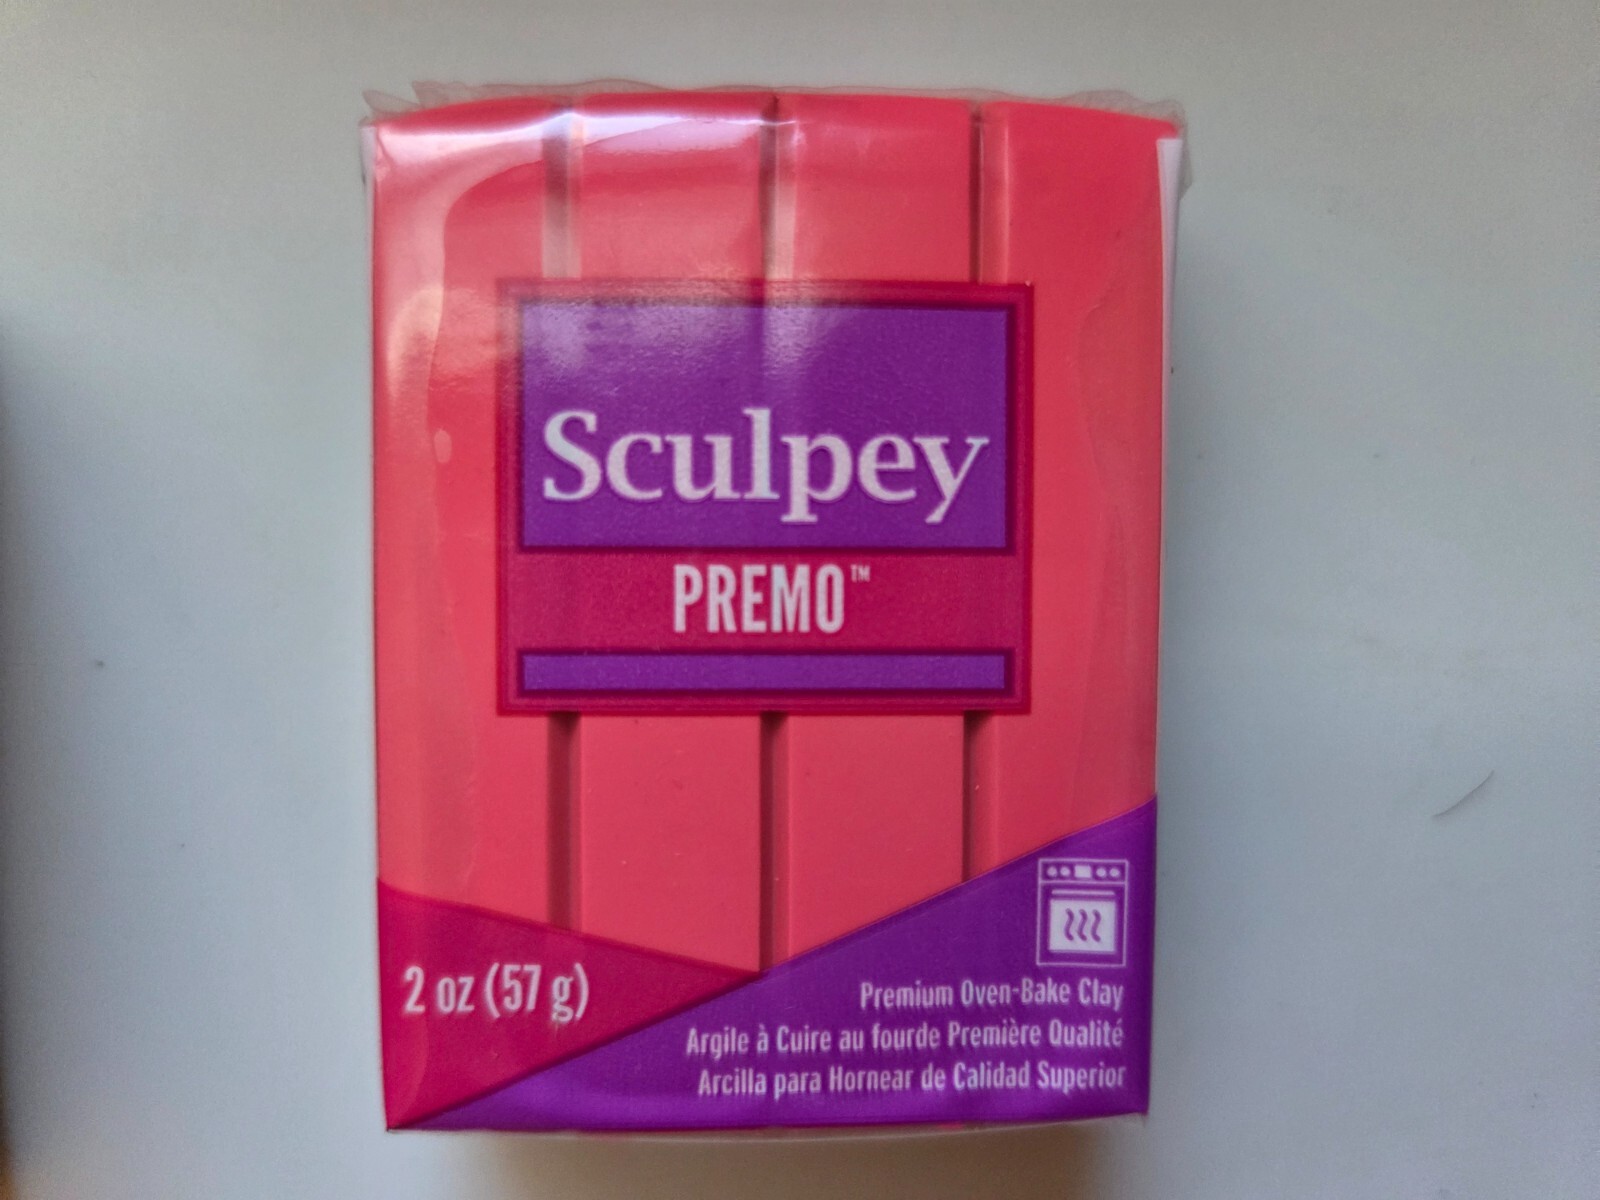 Sculpey
PREMO™
2 oz (57 g)
Premium Oven-Bake Clay
Argile à Cuire au fourde Première Qualité
Arcilla para Hornear de Calidad Superior